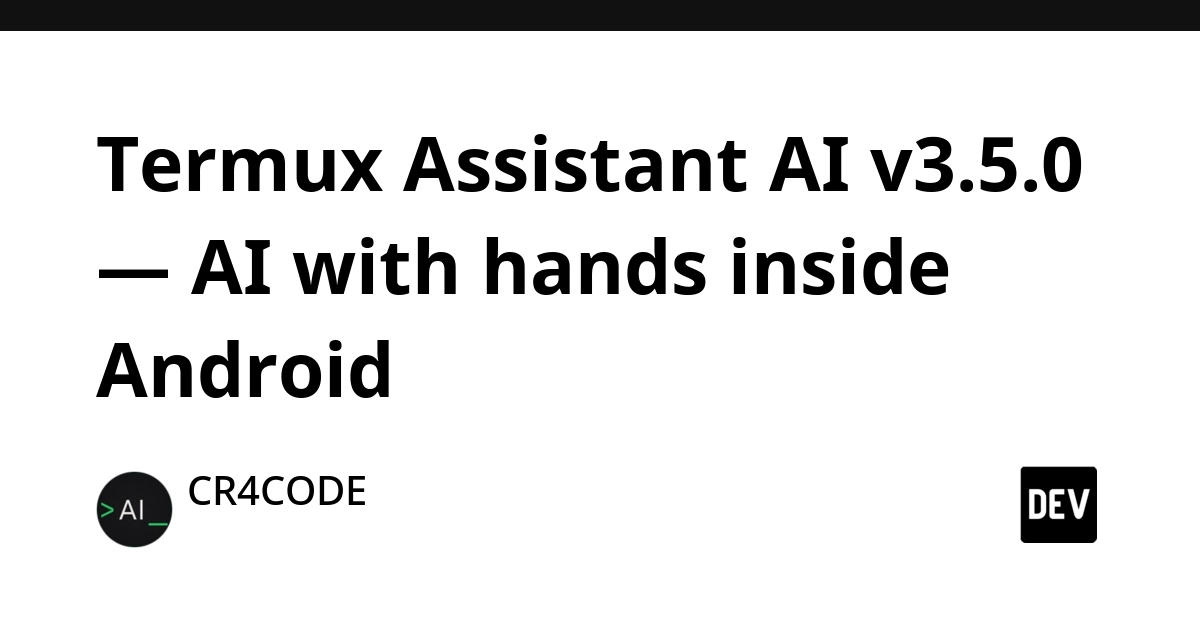 Termux Assistant AI v3.5.0
— AI with hands inside
Android
>AI_
CR4CODE
DEV